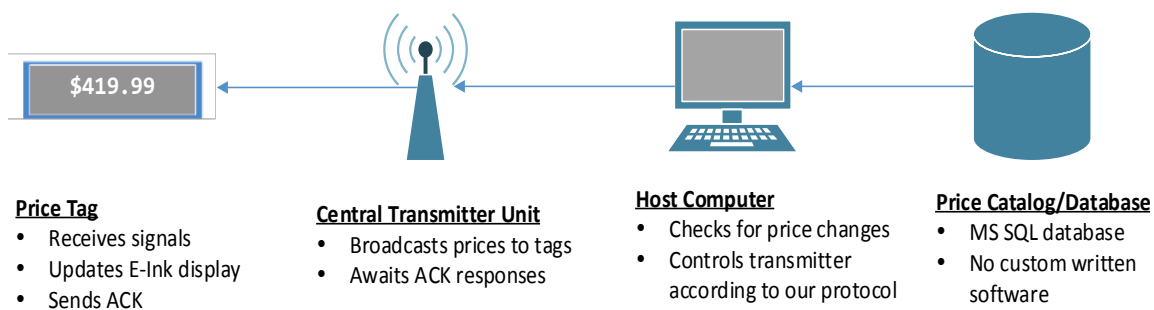 $419.99
Price Tag
• Receives signals
• Updates E-Ink display
• Sends ACK
Central Transmitter Unit
• Broadcasts prices to tags
• Awaits ACK responses
Host Computer
• Checks for price changes
• Controls transmitter
according to our protocol
Price Catalog/Database
• MS SQL database
• No custom written
software